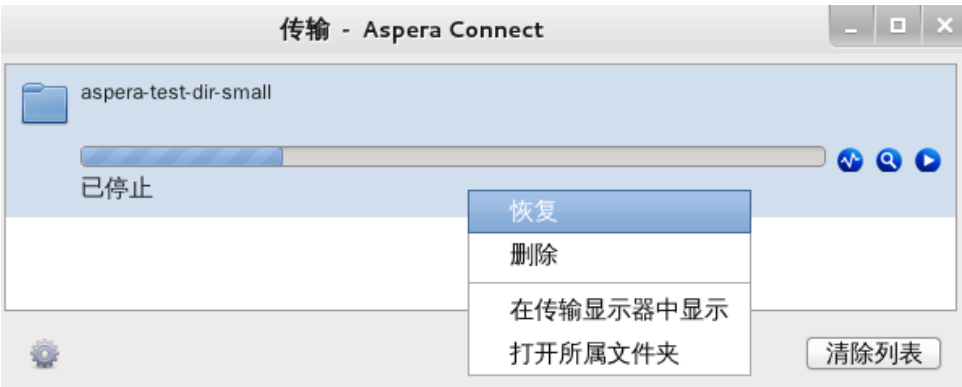 传输 - Aspera Connect
aspera-test-dir-small
已停止
恢复
删除
在传输显示器中显示
打开所属文件夹
清除列表